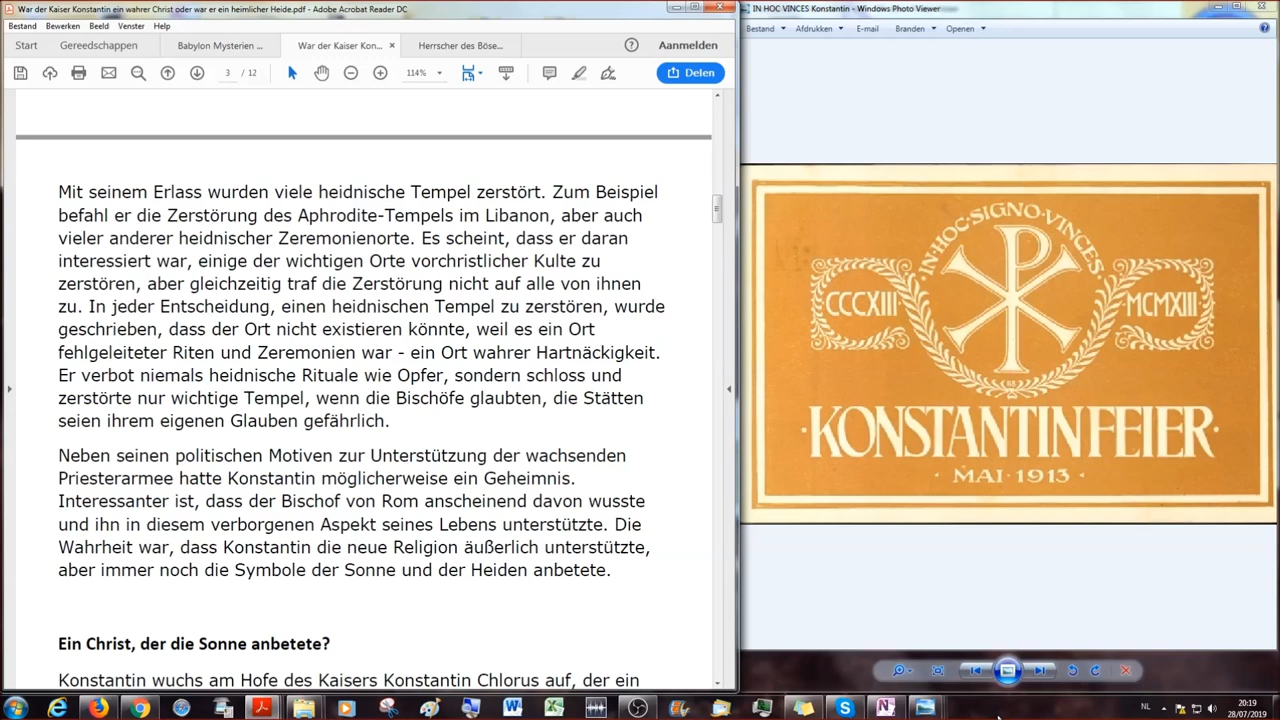 War der Kaiser Konstantin ein wahrer Christ oder war er ein heimlicher Heide.pdf - Adobe Acrobat Reader DC
Bestand Bewerken Beeld Venster Help
Start Gereedschappen Babylon Mysterien ... War der Kaiser Kon... × Herrscher des Böse... Aanmelden
3 / 12 114% Delen
Mit seinem Erlass wurden viele heidnische Tempel zerstört. Zum Beispiel
befahl er die Zerstörung des Aphrodite-Tempels im Libanon, aber auch
vieler anderer heidnischer Zeremonienorte. Es scheint, dass er daran
interessiert war, einige der wichtigen Orte vorchristlicher Kulte zu
zerstören, aber gleichzeitig traf die Zerstörung nicht auf alle von ihnen
zu. In jeder Entscheidung, einen heidnischen Tempel zu zerstören, wurde
geschrieben, dass der Ort nicht existieren könnte, weil es ein Ort
fehlgeleiteter Riten und Zeremonien war - ein Ort wahrer Hartnäckigkeit.
Er verbot niemals heidnische Rituale wie Opfer, sondern schloss und
zerstörte nur wichtige Tempel, wenn die Bischöfe glaubten, die Stätten
seien ihrem eigenen Glauben gefährlich.
Neben seinen politischen Motiven zur Unterstützung der wachsenden
Priesterarmee hatte Konstantin möglicherweise ein Geheimnis.
Interessanter ist, dass der Bischof von Rom anscheinend davon wusste
und ihn in diesem verborgenen Aspekt seines Lebens unterstützte. Die
Wahrheit war, dass Konstantin die neue Religion äußerlich unterstützte,
aber immer noch die Symbole der Sonne und der Heiden anbetete.
Ein Christ, der die Sonne anbetete?
Konstantin wuchs am Hofe des Kaisers Konstantin Chlorus auf, der ein
IN HOC VINCES Konstantin - Windows Photo Viewer
Bestand Afdrukken E-mail Branden Openen
IN·HOC·SIGNO·VINCES·
CCCXIII MCMXIII
·KONSTANTINFEIER·
· MAI · 1913 ·
NL 20:19
28/07/2019